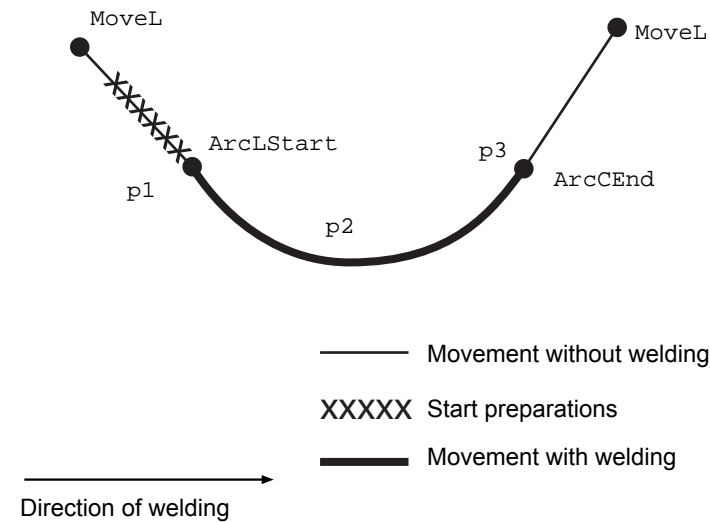 MoveL
MoveL
ArcLStart
p3
ArcCEnd
p1
p2
Movement without welding
XXXXX Start preparations
Movement with welding
Direction of welding